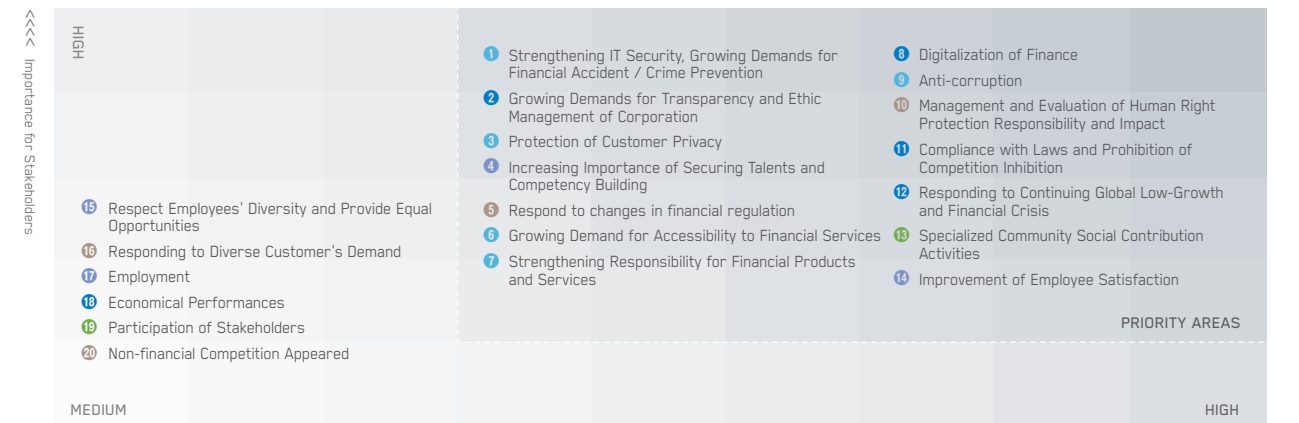 <<<< Importance for Stakeholders
HIGH
1 Strengthening IT Security, Growing Demands for
Financial Accident / Crime Prevention
2 Growing Demands for Transparency and Ethic
Management of Corporation
3 Protection of Customer Privacy
4 Increasing Importance of Securing Talents and
Competency Building
5 Respond to changes in financial regulation
6 Growing Demand for Accessibility to Financial Services
7 Strengthening Responsibility for Financial Products
and Services
8 Digitalization of Finance
9 Anti-corruption
10 Management and Evaluation of Human Right
Protection Responsibility and Impact
11 Compliance with Laws and Prohibition of
Competition Inhibition
12 Responding to Continuing Global Low-Growth
and Financial Crisis
13 Specialized Community Social Contribution
Activities
14 Improvement of Employee Satisfaction
PRIORITY AREAS
15 Respect Employees' Diversity and Provide Equal
Opportunities
16 Responding to Diverse Customer's Demand
17 Employment
18 Economical Performances
19 Participation of Stakeholders
20 Non-financial Competition Appeared
MEDIUM
HIGH